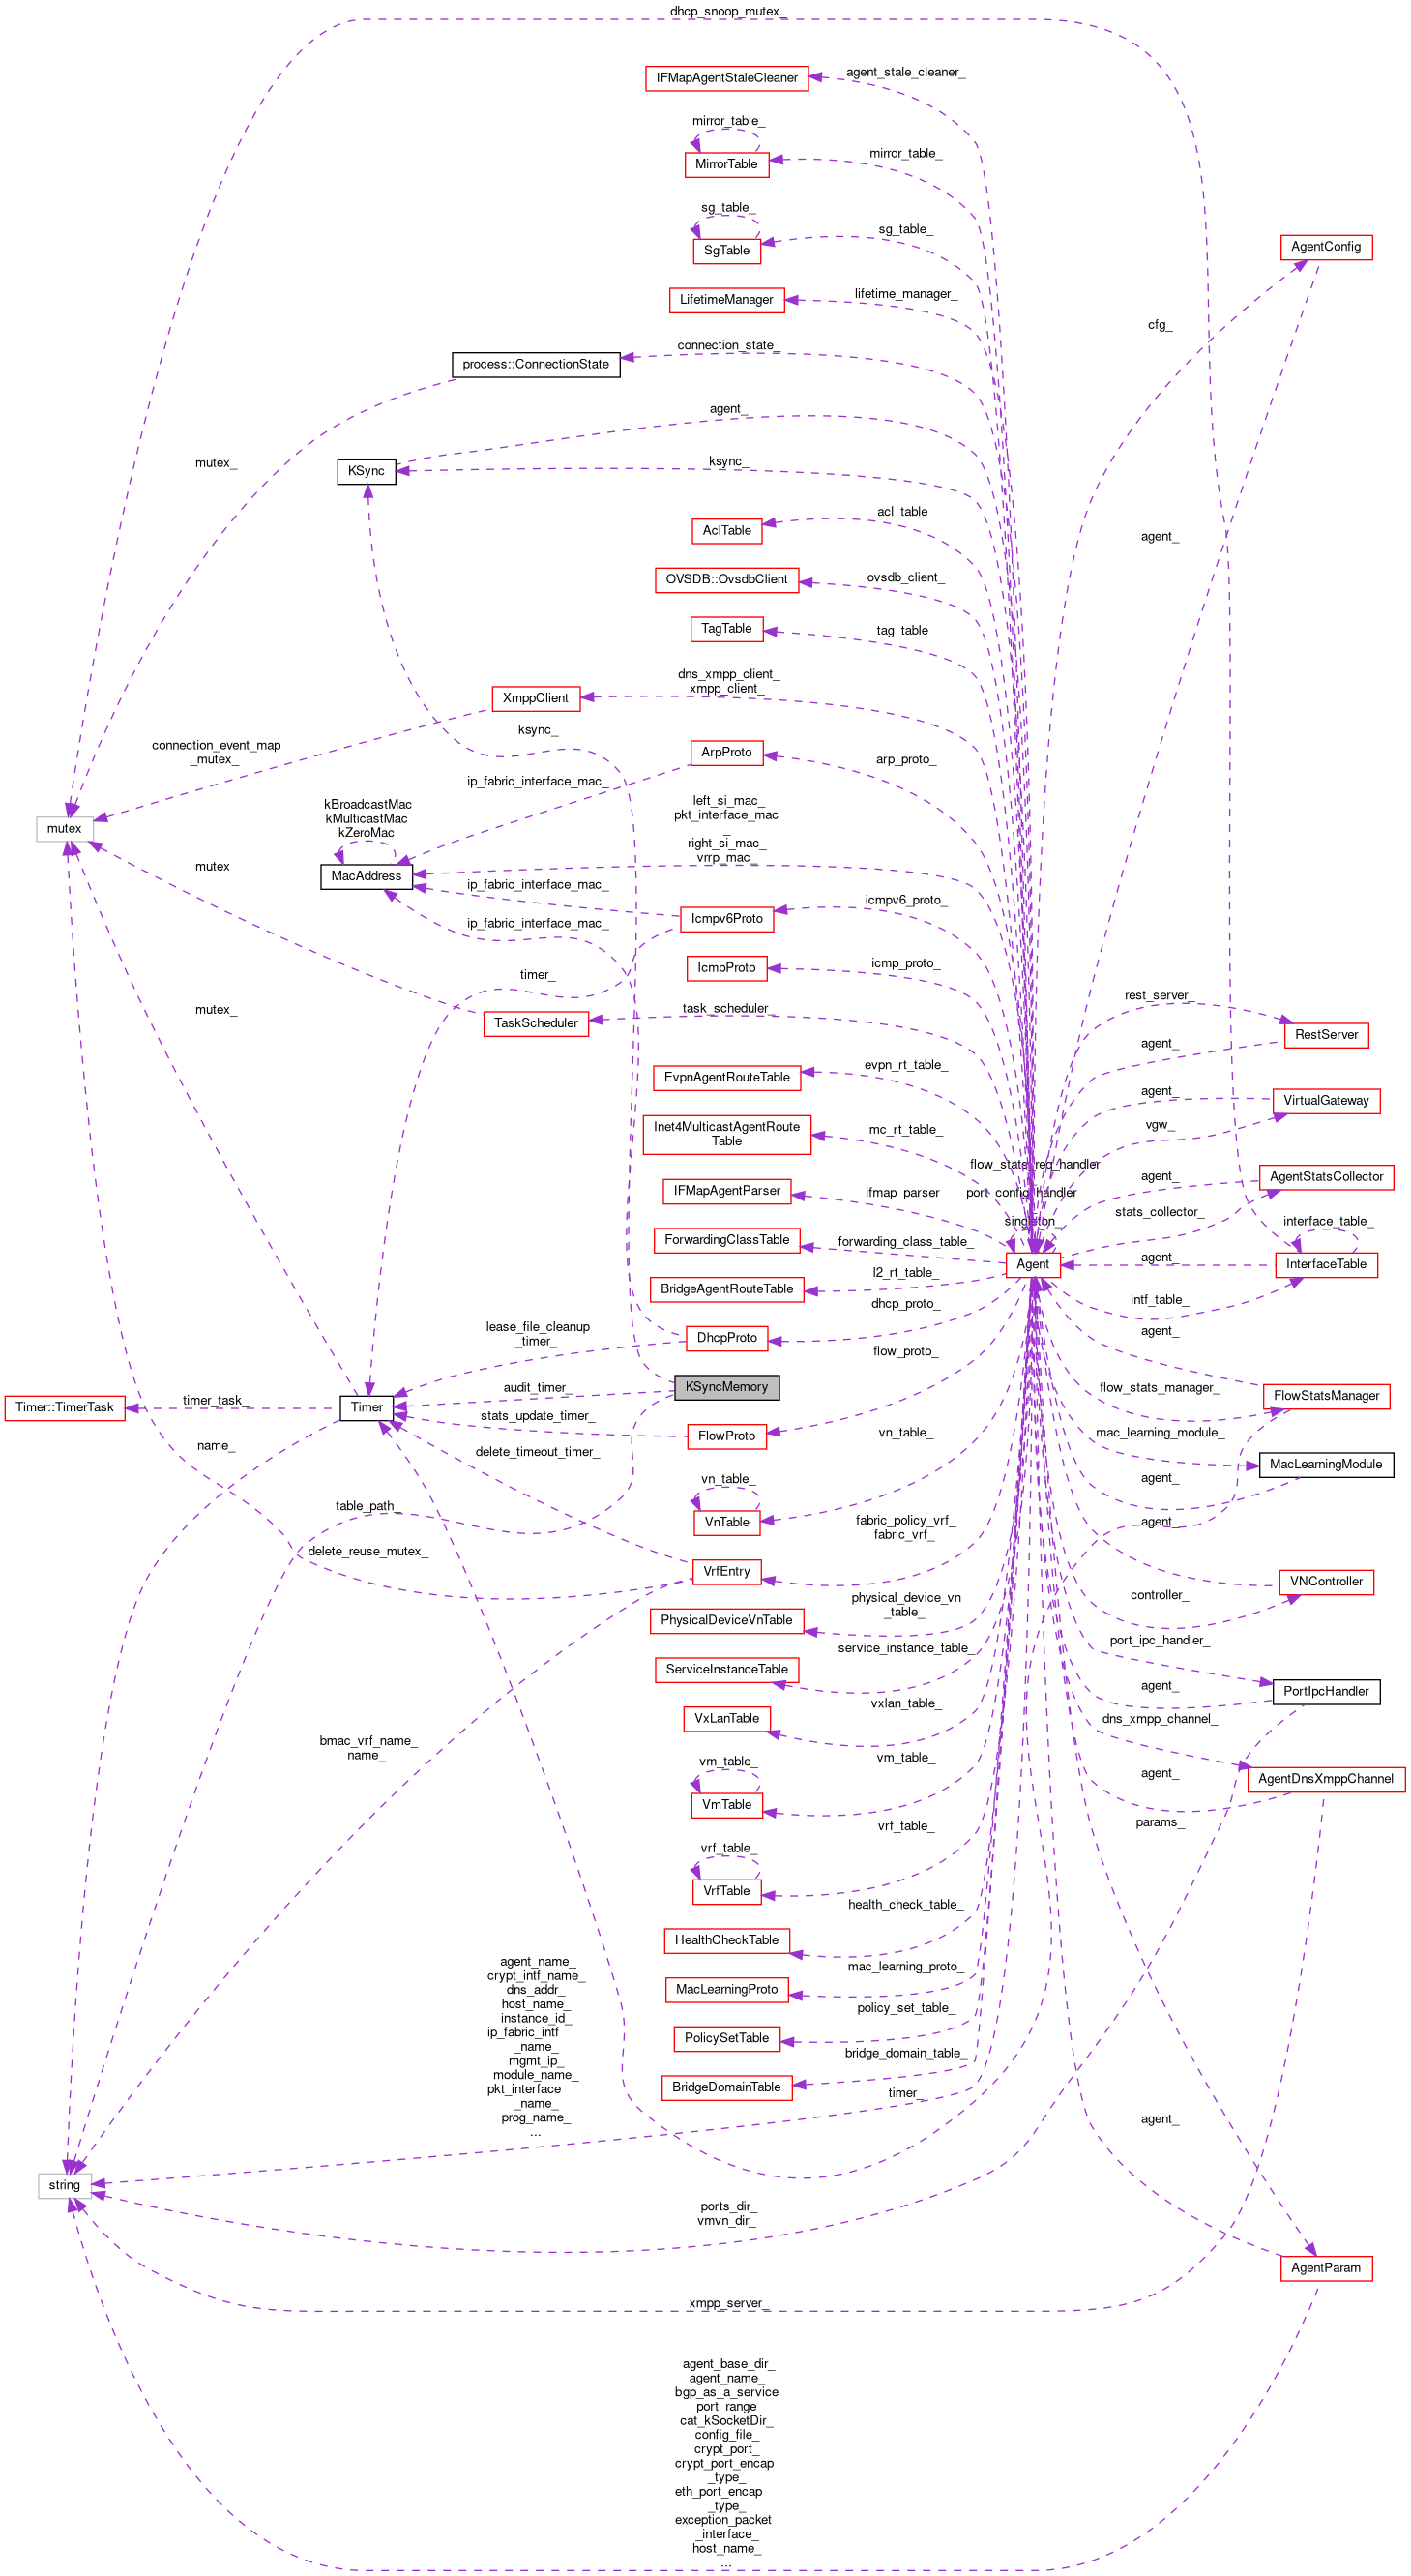 dhcp_snoop_mutex_
IFMapAgentStaleCleaner
agent_stale_cleaner_
mirror_table_
MirrorTable
mirror_table_
sg_table_
SgTable
sg_table_
AgentConfig
LifetimeManager
lifetime_manager_
cfg_
process::ConnectionState
connection_state_
agent_
mutex_
KSync
ksync_
acl_table_
AclTable
agent_
OVSDB::OvsdbClient
ovsdb_client_
TagTable
tag_table_
XmppClient
dns_xmpp_client_
xmpp_client_
ksync_
connection_event_map
_mutex_
ArpProto
arp_proto_
ip_fabric_interface_mac_
kBroadcastMac
kMulticastMac
kZeroMac
left_si_mac_
pkt_interface_mac
_
right_si_mac_
vrrp_mac_
mutex
mutex_
MacAddress
ip_fabric_interface_mac_
icmpv6_proto_
Icmpv6Proto
ip_fabric_interface_mac_
IcmpProto
icmp_proto_
timer_
mutex_
TaskScheduler
task_scheduler_
rest_server_
RestServer
agent_
EvpnAgentRouteTable
evpn_rt_table_
agent_
VirtualGateway
vgw_
Inet4MulticastAgentRoute
Table
mc_rt_table_
flow_stats_req_handler
_
port_config_handler
_
singleton_
IFMapAgentParser
ifmap_parser_
agent_
AgentStatsCollector
stats_collector_
interface_table_
ForwardingClassTable
forwarding_class_table_
Agent
agent_
InterfaceTable
BridgeAgentRouteTable
l2_rt_table_
intf_table_
dhcp_proto_
DhcpProto
lease_file_cleanup
_timer_
flow_proto_
agent_
KSyncMemory
audit_timer_
flow_stats_manager_
FlowStatsManager
Timer::TimerTask
timer_task_
Timer
stats_update_timer_
FlowProto
vn_table_
mac_learning_module_
name_
delete_timeout_timer_
MacLearningModule
agent_
vn_table_
VnTable
table_path_
fabric_policy_vrf_
fabric_vrf_
agent_
delete_reuse_mutex_
VrfEntry
VNController
controller_
physical_device_vn
_table_
PhysicalDeviceVnTable
service_instance_table_
port_ipc_handler_
ServiceInstanceTable
agent_
PortIpcHandler
vxlan_table_
VxLanTable
dns_xmpp_channel_
bmac_vrf_name_
name_
vm_table_
vm_table_
VmTable
agent_
AgentDnsXmppChannel
vrf_table_
vrf_table_
VrfTable
params_
health_check_table_
HealthCheckTable
agent_name_
crypt_intf_name_
dns_addr_
host_name_
instance_id_
ip_fabric_intf
_name_
mgmt_ip_
module_name_
pkt_interface
_name_
prog_name_
...
mac_learning_proto_
MacLearningProto
policy_set_table_
PolicySetTable
bridge_domain_table_
BridgeDomainTable
timer_
agent_
string
ports_dir_
vmvn_dir_
AgentParam
xmpp_server_
agent_base_dir_
agent_name_
bgp_as_a_service
_port_range_
cat_kSocketDir_
config_file_
crypt_port_
crypt_port_encap
_type_
eth_port_encap
_type_
exception_packet
_interface_
host_name_
...